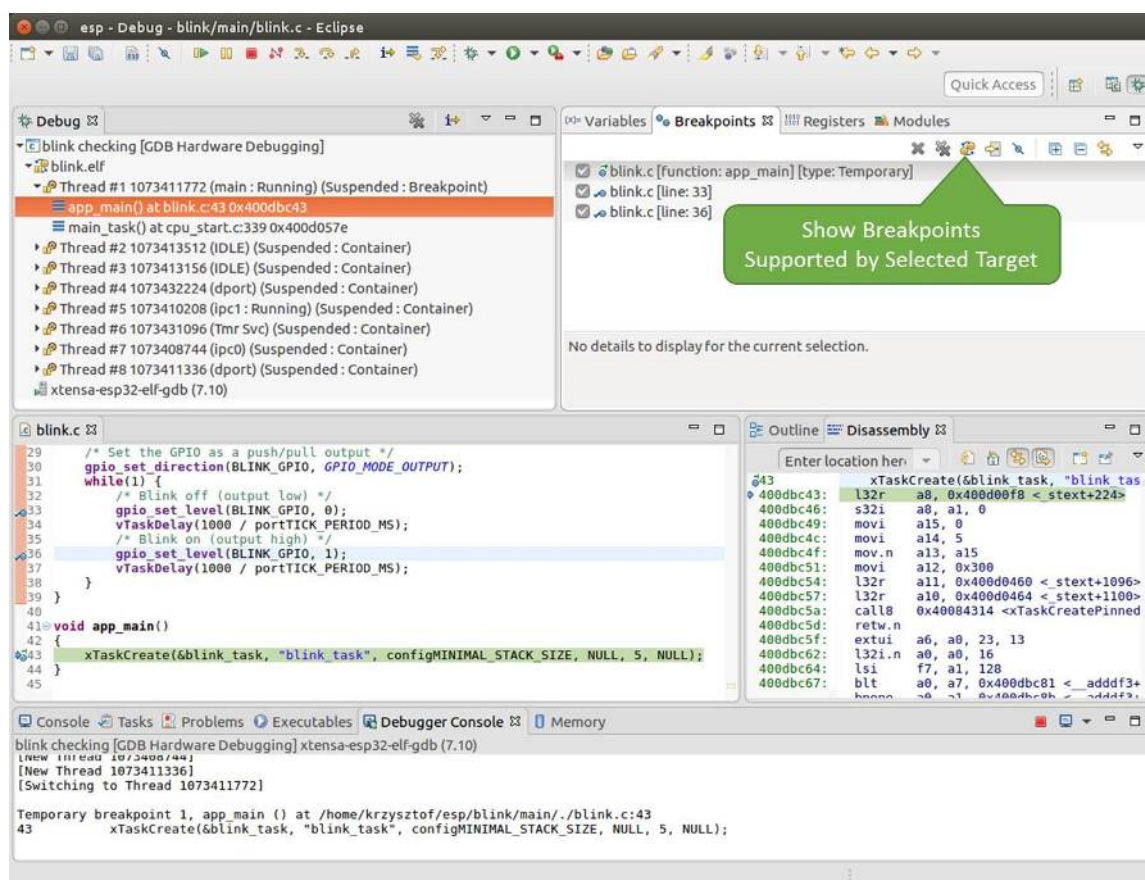 esp - Debug - blink/main/blink.c - Eclipse
Quick Access
Debug
blink checking [GDB Hardware Debugging]
blink.elf
Thread #1 1073411772 (main : Running) (Suspended : Breakpoint)
app_main() at blink.c:43 0x400dbc43
main_task() at cpu_start.c:339 0x400d057e
Thread #2 1073413512 (IDLE) (Suspended : Container)
Thread #3 1073413156 (IDLE) (Suspended : Container)
Thread #4 1073432224 (dport) (Suspended : Container)
Thread #5 1073410208 (ipc1 : Running) (Suspended : Container)
Thread #6 1073431096 (Tmr Svc) (Suspended : Container)
Thread #7 1073408744 (ipc0) (Suspended : Container)
Thread #8 1073411336 (dport) (Suspended : Container)
xtensa-esp32-elf-gdb (7.10)
(x)= Variables Breakpoints Registers Modules
blink.c [function: app_main] [type: Temporary]
blink.c [line: 33]
blink.c [line: 36]
Show Breakpoints
Supported by Selected Target
No details to display for the current selection.
blink.c
29 /* Set the GPIO as a push/pull output */
30 gpio_set_direction(BLINK_GPIO, GPIO_MODE_OUTPUT);
31 while(1) {
32 /* Blink off (output low) */
33 gpio_set_level(BLINK_GPIO, 0);
34 vTaskDelay(1000 / portTICK_PERIOD_MS);
35 /* Blink on (output high) */
36 gpio_set_level(BLINK_GPIO, 1);
37 vTaskDelay(1000 / portTICK_PERIOD_MS);
38 }
39 }
40
41 void app_main()
42 {
43 xTaskCreate(&blink_task, "blink_task", configMINIMAL_STACK_SIZE, NULL, 5, NULL);
44 }
45
Outline Disassembly
Enter location her
43 xTaskCreate(&blink_task, "blink_tas
400dbc43: l32r a8, 0x400d00f8 <_stext+224>
400dbc46: s32i a8, a1, 0
400dbc49: movi a15, 0
400dbc4c: movi a14, 5
400dbc4f: mov.n a13, a15
400dbc51: movi a12, 0x300
400dbc54: l32r a11, 0x400d0460 <_stext+1096>
400dbc57: l32r a10, 0x400d0464 <_stext+1100>
400dbc5a: call8 0x40084314 <xTaskCreatePinned
400dbc5d: retw.n
400dbc5f: extui a6, a0, 23, 13
400dbc62: l32i.n a0, a0, 16
400dbc64: lsi f7, a1, 128
400dbc67: blt a0, a7, 0x400dbc81 <__adddf3+
Console Tasks Problems Executables Debugger Console Memory
blink checking [GDB Hardware Debugging] xtensa-esp32-elf-gdb (7.10)
[New Thread 1073408744]
[New Thread 1073411336]
[Switching to Thread 1073411772]
Temporary breakpoint 1, app_main () at /home/krzysztof/esp/blink/main/./blink.c:43
43 xTaskCreate(&blink_task, "blink_task", configMINIMAL_STACK_SIZE, NULL, 5, NULL);